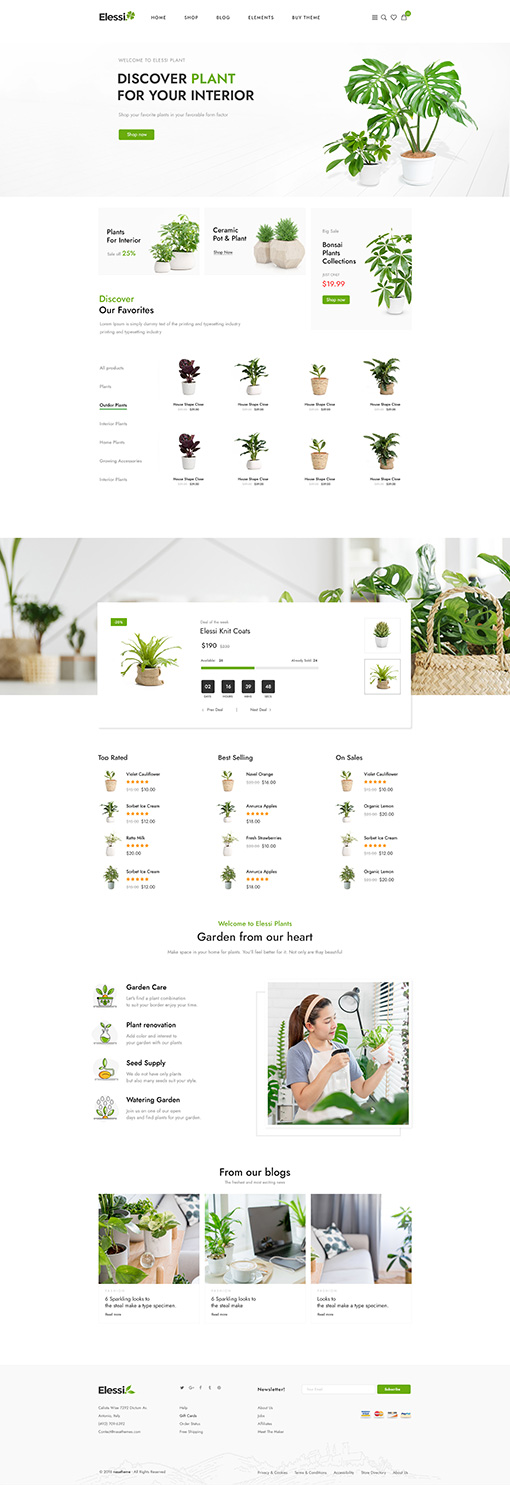 Elessi
HOME SHOP BLOG ELEMENTS BUY THEME
WELCOME TO ELESSI PLANT
DISCOVER PLANT
FOR YOUR INTERIOR
Shop your favorite plants in your favorable form factor
Shop now
Plants
For Interior
Sale off 25%
Ceramic
Pot & Plant
Shop Now
Big Sale
Bonsai
Plants
Collections
Just only
$19.99
Shop now
Discover
Our Favorites
Lorem Ipsum is simply dummy text of the printing and typesetting industry
printing and typesetting industry
All products
Plants
Outdor Plants
Interior Plants
Home Plants
Growing Accessories
Interior Plants
House Shape Close
House Shape Close
House Shape Close
House Shape Close
House Shape Close
House Shape Close
House Shape Close
House Shape Close
Deal of the week
Elessi Knit Coats
$190
Available: 30 Already Sold: 24
02 16 39 48
DAYS HOURS MINS SECS
Prev Deal | Next Deal
Top Rated
Violet Cauliflower
$10.00
Sorbet Ice Cream
$12.00
Ratte Milk
$20.00
Sorbet Ice Cream
$12.00
Best Selling
Navel Orange
$16.00
Annurca Apples
$18.00
Fresh Strawberries
$10.00
Annurca Apples
$18.00
On Sales
Violet Cauliflower
$10.00
Organic Lemon
$20.00
Sorbet Ice Cream
$12.00
Organic Lemon
$20.00
Welcome to Elessi Plants
Garden from our heart
Make space in your home for plants. You'll feel better for it. Not only are they beautiful
Garden Care
Let's find a plant combination
to suit your border enjoy your time.
Plant renovation
Add color and interest to
your garden with our plants
Seed Supply
We do not have only plants
but also many seeds suit your style.
Watering Garden
Join us on one of our open
days and find plants for your garden.
From our blogs
The freshest and most exciting news
6 Sparkling looks to
the steal make a type specimen.
Read more
6 Sparkling looks to
the steal make
Read more
Looks to
the steal make a type specimen.
Read more
Elessi
Calista Wise 7292 Dictum Av.
Antonio, Italy
Contact@nasathemes.com
Help
Gift Cards
Order Status
Free Shipping
Newsletter!
Subscribe
About Us
Jobs
Affiliates
Meet The Maker
All Right Reserved
Privacy & Cookies Terms & Conditions Accessibility Store Directory About Us